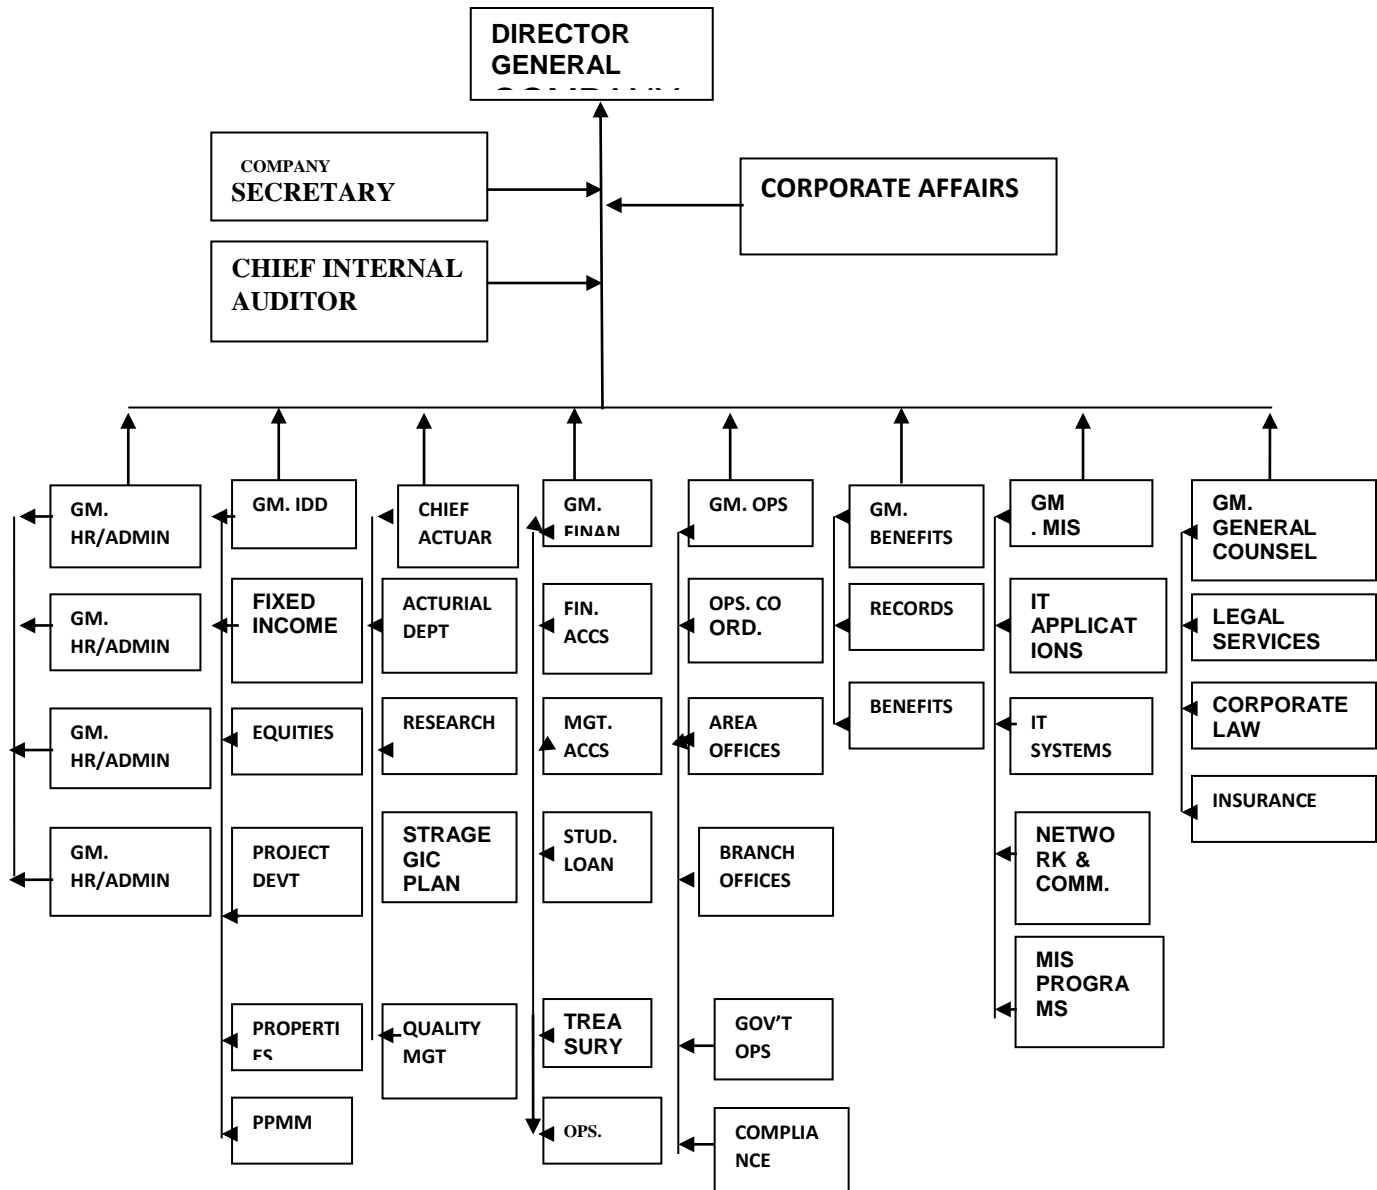 DIRECTOR
GENERAL
COMPANY
COMPANY
SECRETARY
CORPORATE AFFAIRS
CHIEF INTERNAL
AUDITOR
GM.
HR/ADMIN
GM. IDD
CHIEF
ACTUAR
GM.
FINAN
GM. OPS
GM.
BENEFITS
GM
. MIS
GM.
GENERAL
COUNSEL
GM.
HR/ADMIN
FIXED
INCOME
ACTURIAL
DEPT
FIN.
ACCS
OPS. CO
ORD.
RECORDS
IT
APPLICAT
IONS
LEGAL
SERVICES
GM.
HR/ADMIN
EQUITIES
RESEARCH
MGT.
ACCS
AREA
OFFICES
BENEFITS
IT
SYSTEMS
CORPORATE
LAW
GM.
HR/ADMIN
PROJECT
DEVT
STRAGE
GIC
PLAN
STUD.
LOAN
BRANCH
OFFICES
NETWO
RK &
COMM.
INSURANCE
PROPERTI
ES
QUALITY
MGT
TREA
SURY
GOV'T
OPS
MIS
PROGRA
MS
PPMM
OPS.
COMPLIA
NCE